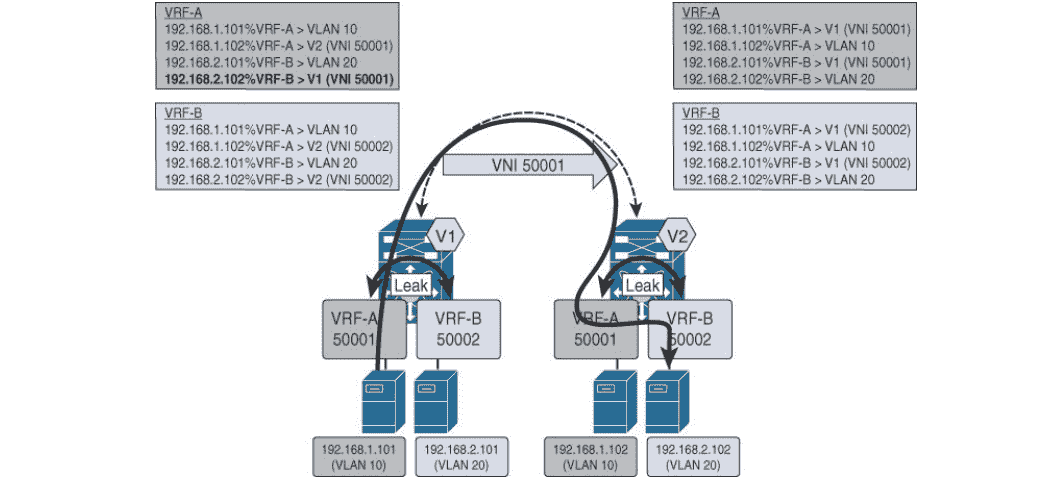 VRF-A
192.168.1.101%VRF-A > VLAN 10
192.168.1.102%VRF-A > V2 (VNI 50001)
192.168.2.101%VRF-B > VLAN 20
192.168.2.102%VRF-B > V1 (VNI 50001)
VRF-B
192.168.1.101%VRF-A > VLAN 10
192.168.1.102%VRF-A > V2 (VNI 50002)
192.168.2.101%VRF-B > VLAN 20
192.168.2.102%VRF-B > V2 (VNI 50002)
VRF-A
192.168.1.101%VRF-A > V1 (VNI 50001)
192.168.1.102%VRF-A > VLAN 10
192.168.2.101%VRF-B > V1 (VNI 50001)
192.168.2.102%VRF-B > VLAN 20
VRF-B
192.168.1.101%VRF-A > V1 (VNI 50002)
192.168.1.102%VRF-A > VLAN 10
192.168.2.101%VRF-B > V1 (VNI 50002)
192.168.2.102%VRF-B > VLAN 20
VNI 50001
V1
V2
Leak
Leak
VRF-A
50001
VRF-B
50002
VRF-A
50001
VRF-B
50002
192.168.1.101
(VLAN 10)
192.168.2.101
(VLAN 20)
192.168.1.102
(VLAN 10)
192.168.2.102
(VLAN 20)